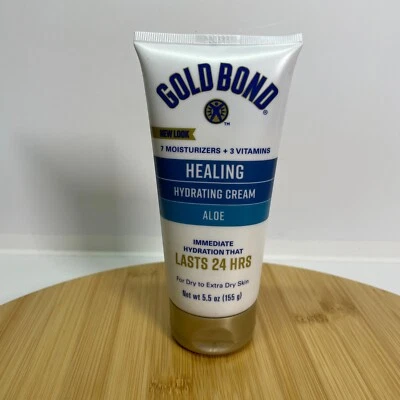 GOLD BOND
®
TM
NEW LOOK
7 MOISTURIZERS + 3 VITAMINS
HEALING
HYDRATING CREAM
ALOE
IMMEDIATE
HYDRATION THAT
LASTS 24 HRS
For Dry to Extra Dry Skin
Net wt 5.5 oz (155 g)